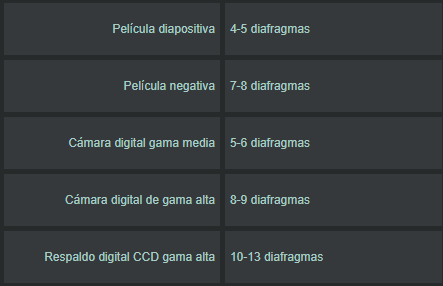 Película diapositiva 4-5 diafragmas
Película negativa 7-8 diafragmas
Cámara digital gama media 5-6 diafragmas
Cámara digital de gama alta 8-9 diafragmas
Respaldo digital CCD gama alta 10-13 diafragmas